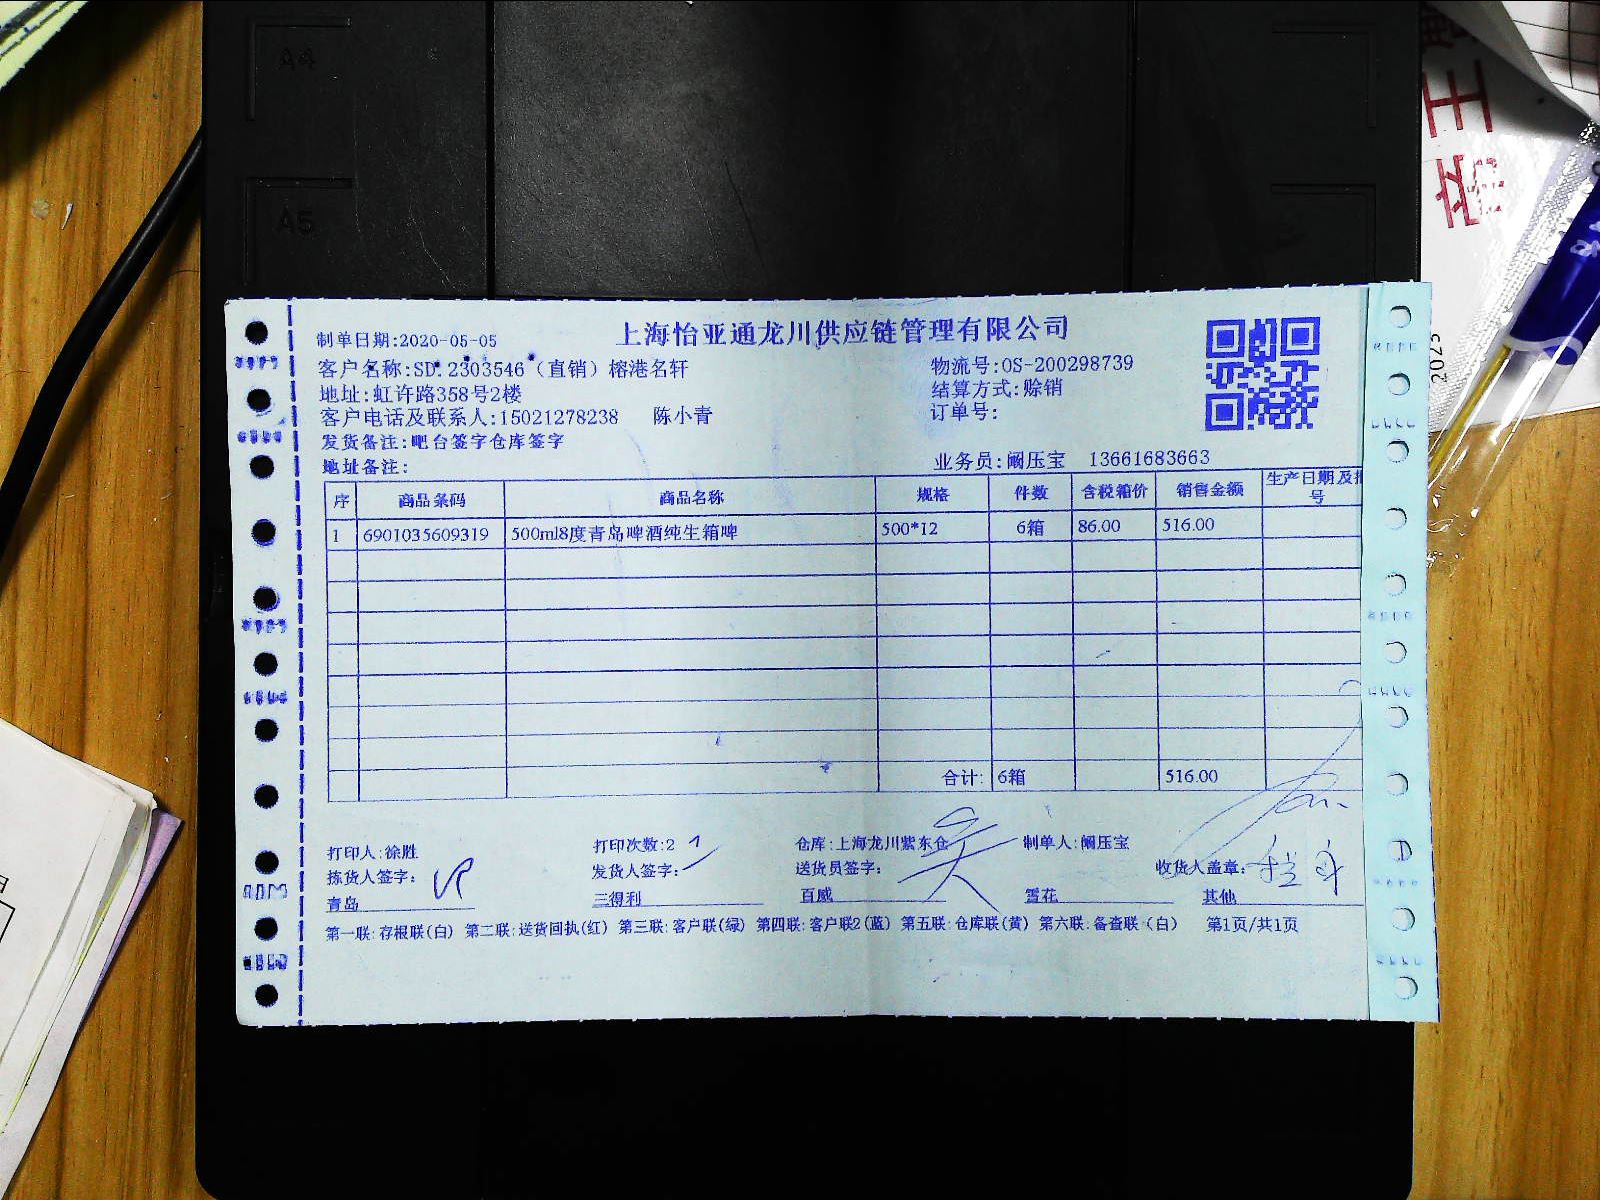 A4
A5
帝王
2023
上海怡亚通龙川供应链管理有限公司
制单日期:2020-05-05
客户名称:SD. 2303546（直销）榕港名轩
物流号:OS-200298739
地址:虹许路358号2楼
结算方式:赊销
客户电话及联系人:15021278238 陈小青
订单号:
发货备注:吧台签字仓库签字
地址备注:
业务员:阚压宝 13661683663
序 商品条码 商品名称 规格 件数 含税箱价 销售金额 生产日期及批号
1 6901035609319 500ml8度青岛啤酒纯生箱啤 500*12 6箱 86.00 516.00
合计: 6箱 516.00
打印人:徐胜 打印次数:2 仓库:上海龙川紫东仓 制单人:阚压宝
拣货人签字: 发货人签字: 送货员签字: 收货人盖章:
青岛 三得利 百威 雪花 其他
第一联:存根联(白) 第二联:送货回执(红) 第三联:客户联(绿) 第四联:客户联2(蓝) 第五联:仓库联(黄) 第六联:备查联(白) 第1页/共1页